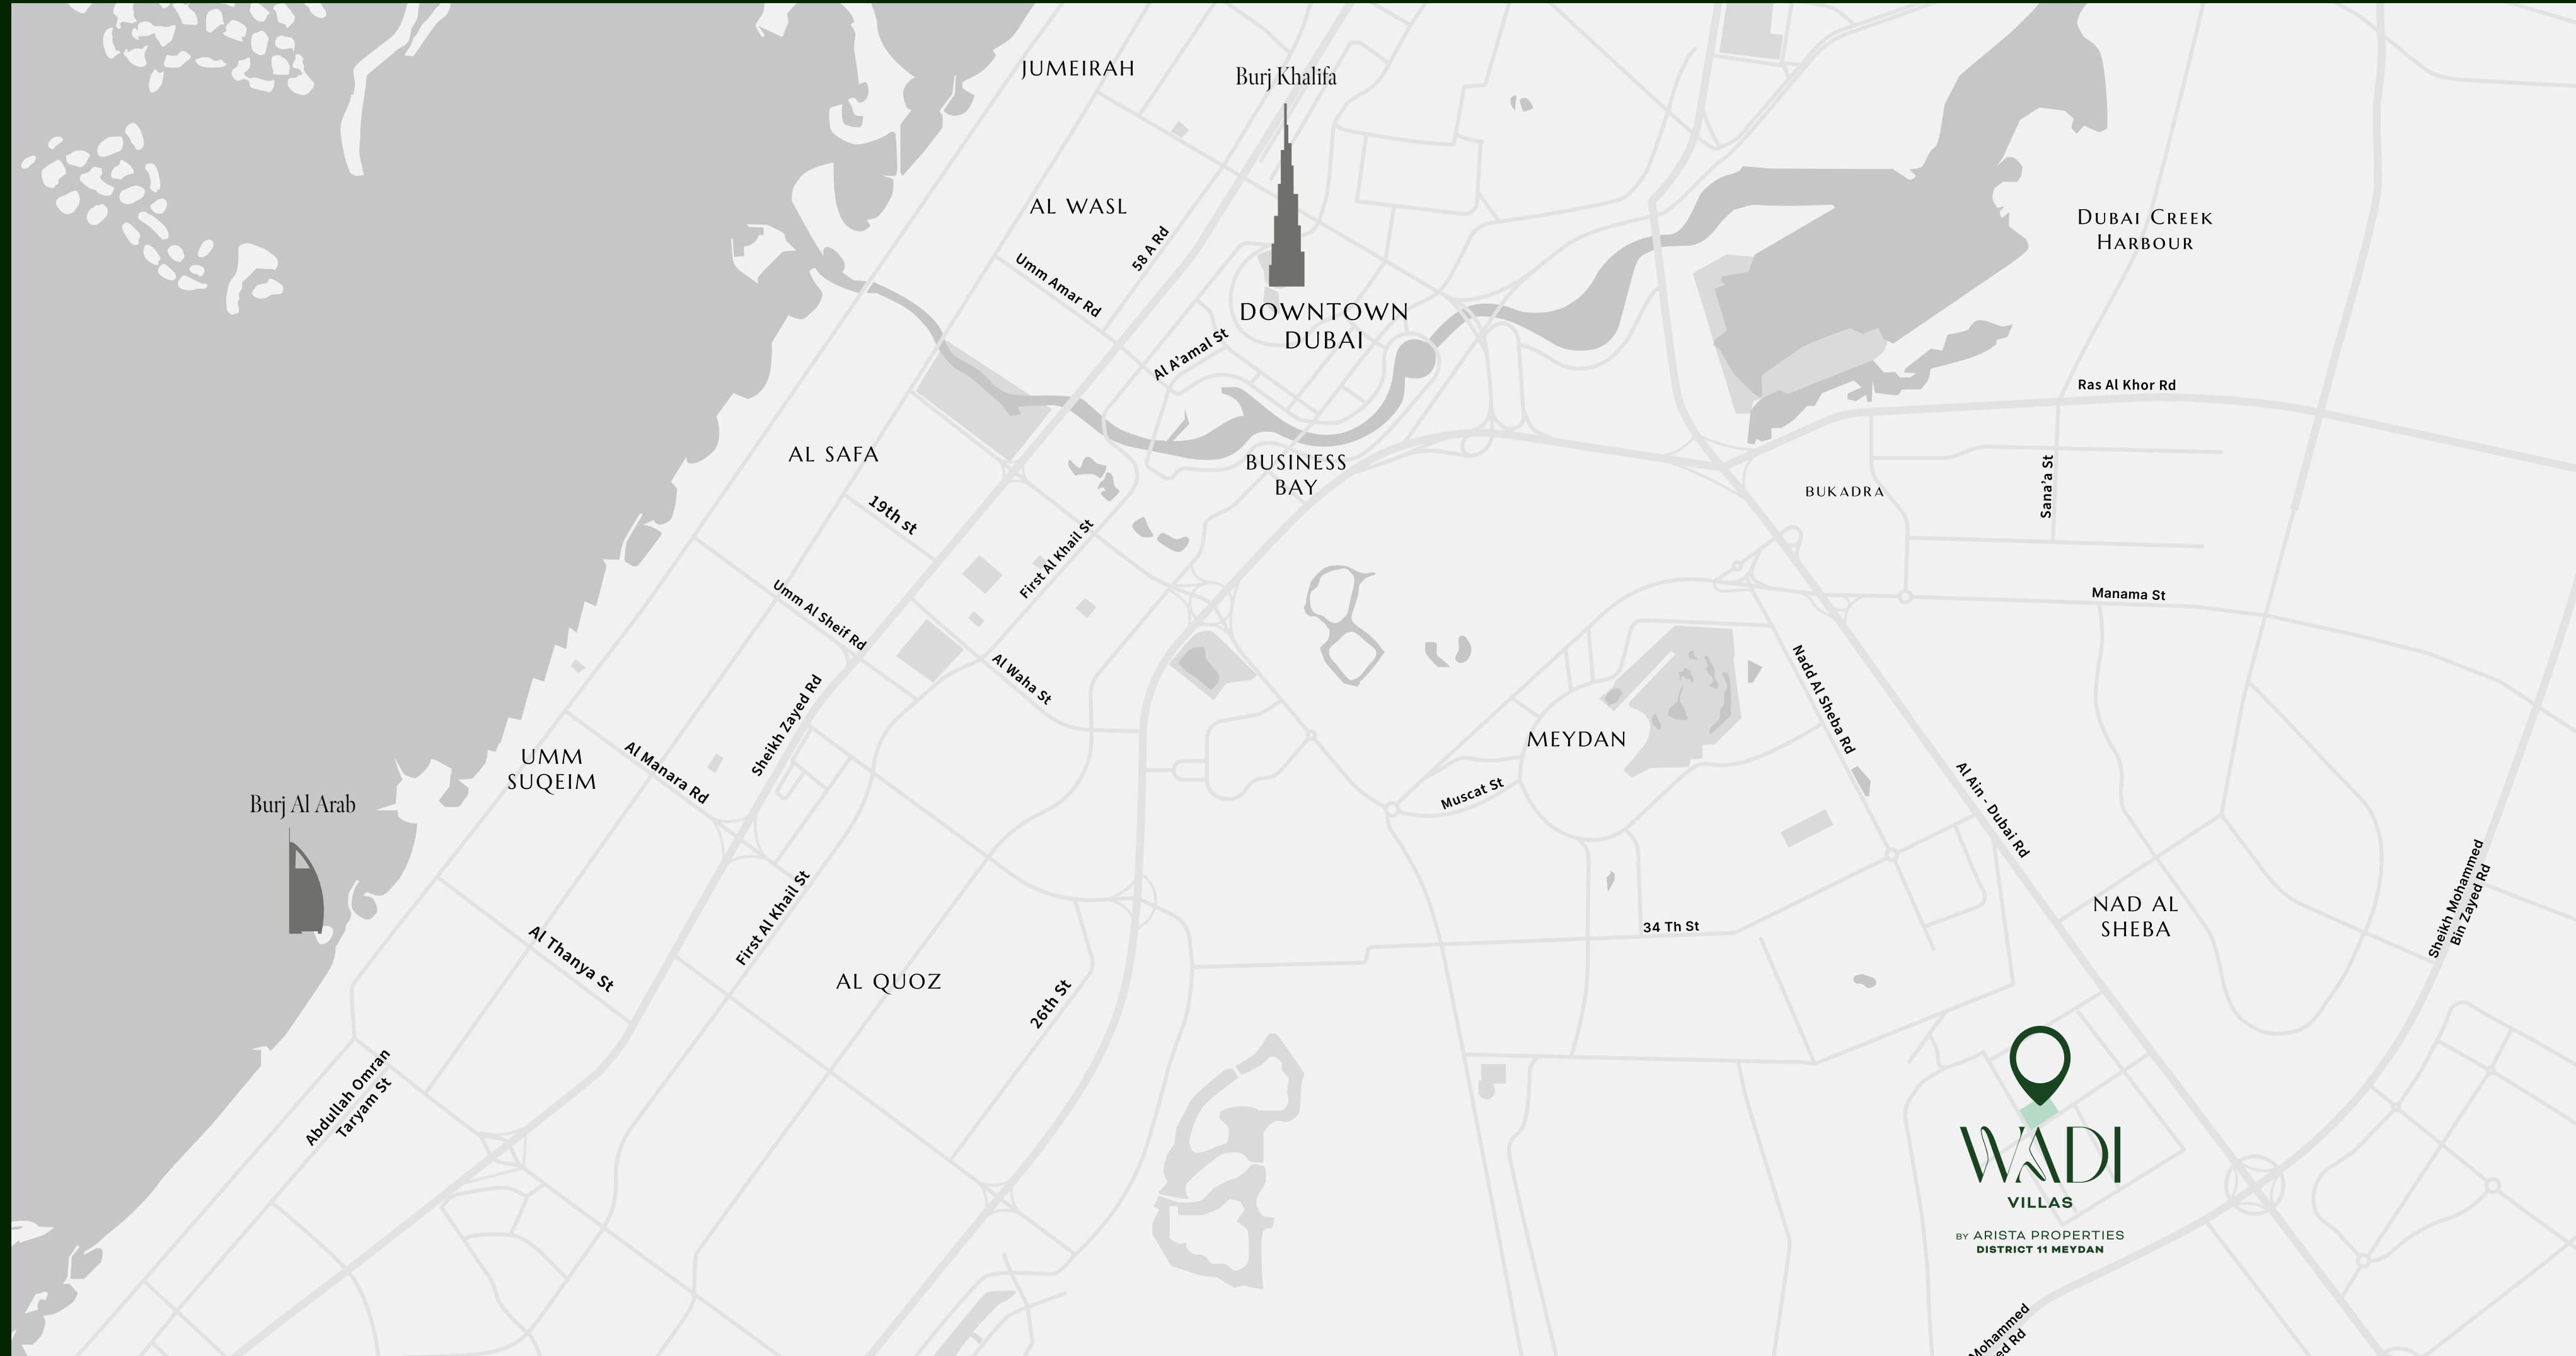 JUMEIRAH
Burj Khalifa
AL WASL
58 A Rd
Umm Amar Rd
Dubai Creek
Harbour
DOWNTOWN
DUBAI
Al A'amal St
Ras Al Khor Rd
AL SAFA
BUSINESS
BAY
BUKADRA
Sana'a St
19th st
First Al Khail St
Umm Al Sheif Rd
Manama St
Al Waha St
Nadd Al Sheba Rd
Sheikh Zayed Rd
MEYDAN
UMM
SUQEIM
Al Manara Rd
Muscat St
Burj Al Arab
Al Ain - Dubai Rd
Sheikh Mohammed
Bin Zayed Rd
NAD AL
SHEBA
First Al Khail St
34 Th St
Al Thanya St
AL QUOZ
26th St
Abdullah Omran
Taryam St
WADI
VILLAS
BY ARISTA PROPERTIES
DISTRICT 11 MEYDAN
Mohammed
ed Rd